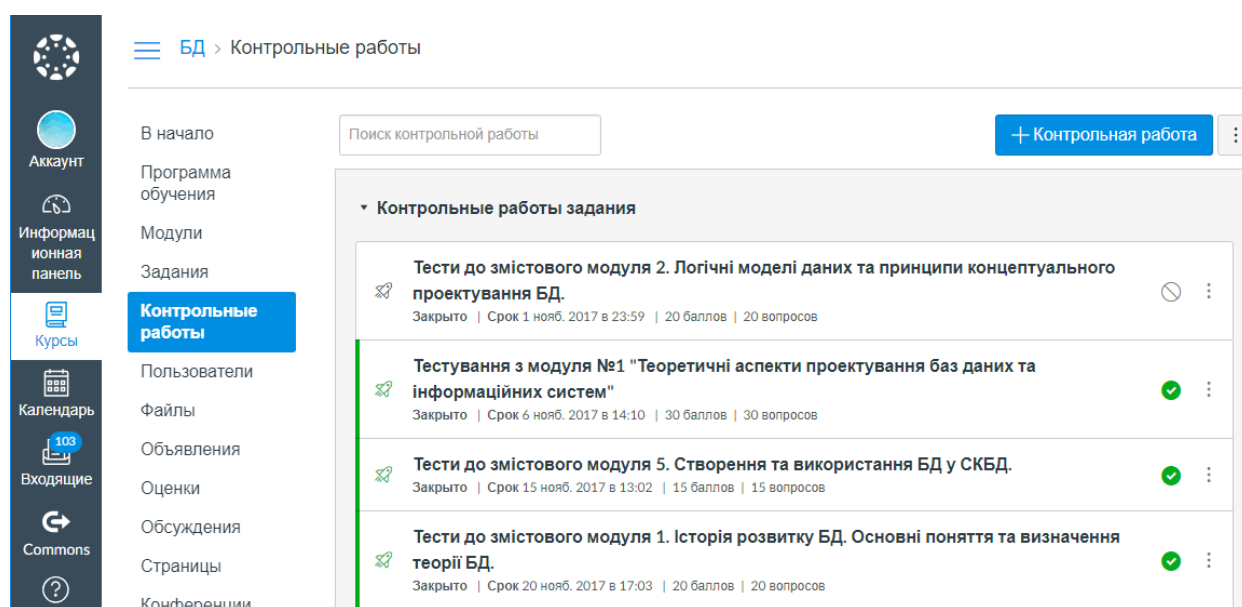 БД > Контрольные работы
Аккаунт
Информац
ионная
панель
Курсы
Календарь
103
Входящие
Commons
?
В начало
Программа
обучения
Модули
Задания
Контрольные
работы
Пользователи
Файлы
Объявления
Оценки
Обсуждения
Страницы
Конференции
Поиск контрольной работы
+ Контрольная работа
Контрольные работы задания
Тести до змістового модуля 2. Логічні моделі даних та принципи концептуального
проектування БД.
Закрыто | Срок 1 нояб. 2017 в 23:59 | 20 баллов | 20 вопросов
Тестування з модуля №1 "Теоретичні аспекти проектування баз даних та
інформаційних систем"
Закрыто | Срок 6 нояб. 2017 в 14:10 | 30 баллов | 30 вопросов
Тести до змістового модуля 5. Створення та використання БД у СКБД.
Закрыто | Срок 15 нояб. 2017 в 13:02 | 15 баллов | 15 вопросов
Тести до змістового модуля 1. Історія розвитку БД. Основні поняття та визначення
теорії БД.
Закрыто | Срок 20 нояб. 2017 в 17:03 | 20 баллов | 20 вопросов